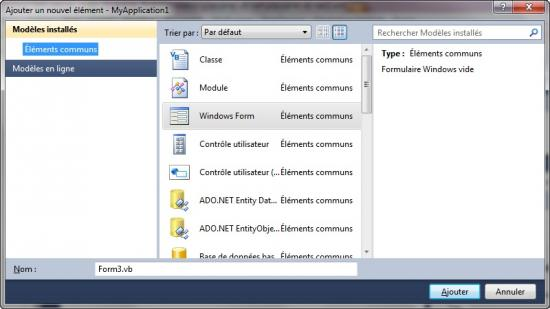 Ajouter un nouvel élément - MyApplication1
Modèles installés
Éléments communs
Modèles en ligne
Trier par : Par défaut
Rechercher Modèles installés
Classe Éléments communs
Module Éléments communs
Windows Form Éléments communs
Contrôle utilisateur Éléments communs
Contrôle utilisateur (... Éléments communs
ADO.NET Entity Dat... Éléments communs
ADO.NET EntityObje... Éléments communs
Base de données bas... Éléments communs
Type : Éléments communs
Formulaire Windows vide
Nom : Form3.vb
Ajouter Annuler